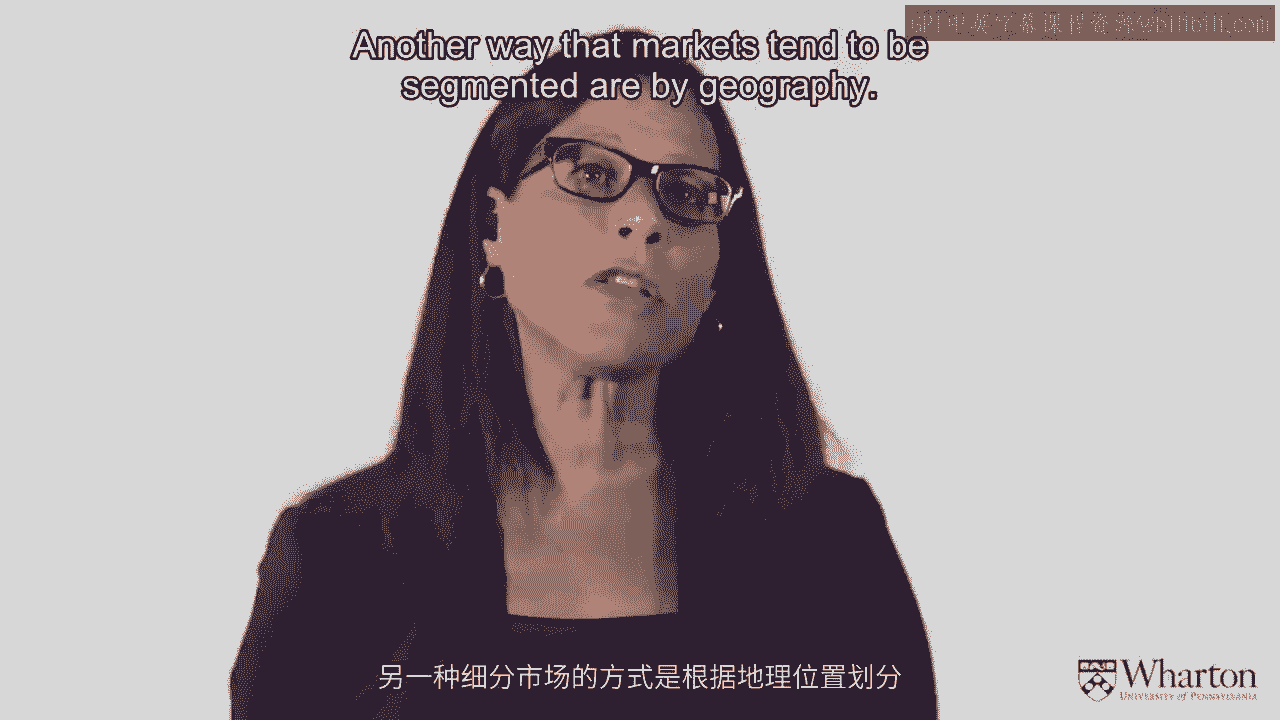 Another way that markets tend to be
segmented are by geography.
另一种细分市场的方式是根据地理位置划分
Wharton
UNIVERSITY of PENNSYLVANIA